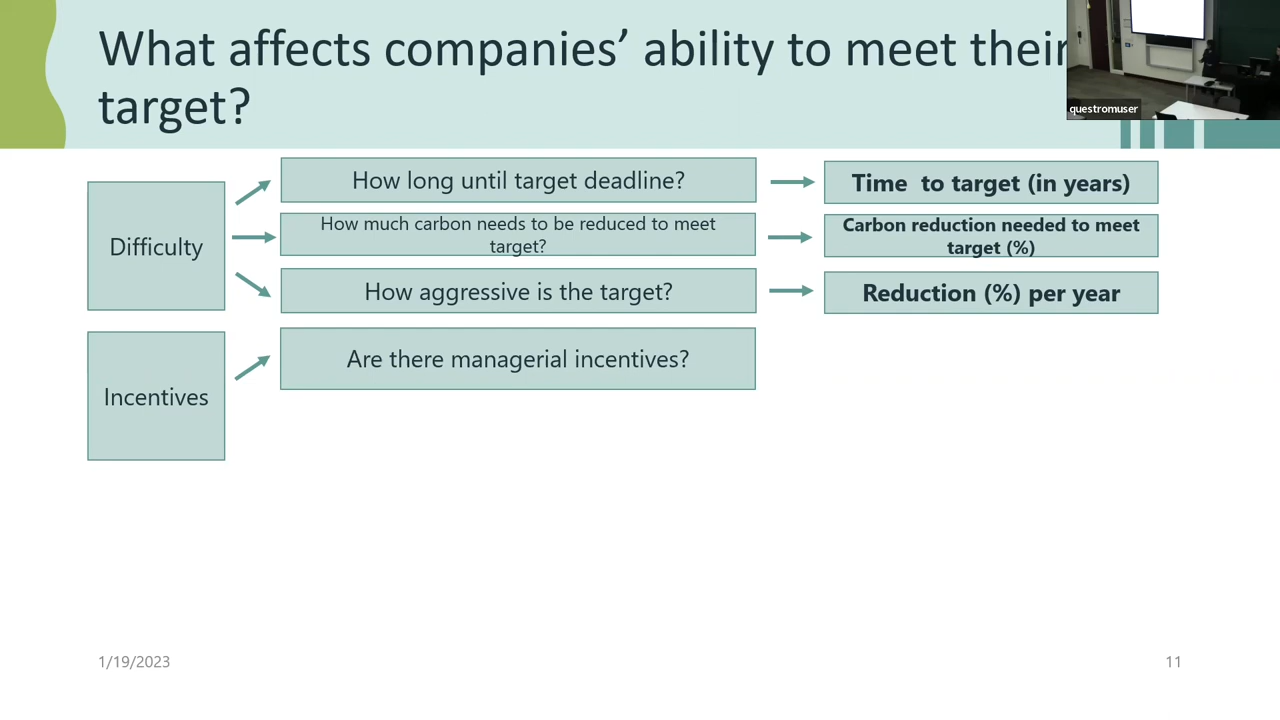 What affects companies’ ability to meet their
target?
questromuser
Difficulty
How long until target deadline?
Time  to target (in years)
How much carbon needs to be reduced to meet
target?
Carbon reduction needed to meet
target (%)
How aggressive is the target?
Reduction (%) per year
Incentives
Are there managerial incentives?
1/19/2023
11